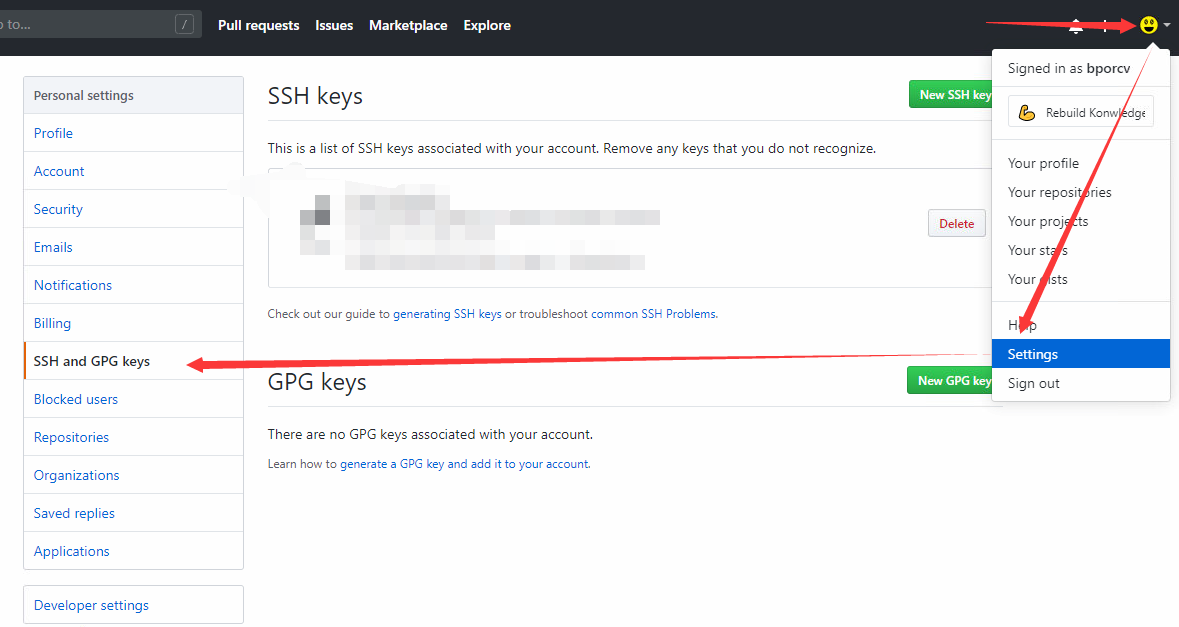 to...
/
Pull requests
Issues
Marketplace
Explore
Signed in as bporcv
Rebuild Konwledge
Your profile
Your repositories
Your projects
Your stars
Your gists
Help
Settings
Sign out
Personal settings
Profile
Account
Security
Emails
Notifications
Billing
SSH and GPG keys
Blocked users
Repositories
Organizations
Saved replies
Applications
Developer settings
SSH keys
New SSH key
This is a list of SSH keys associated with your account. Remove any keys that you do not recognize.
Delete
Check out our guide to generating SSH keys or troubleshoot common SSH Problems.
GPG keys
New GPG key
There are no GPG keys associated with your account.
Learn how to generate a GPG key and add it to your account.